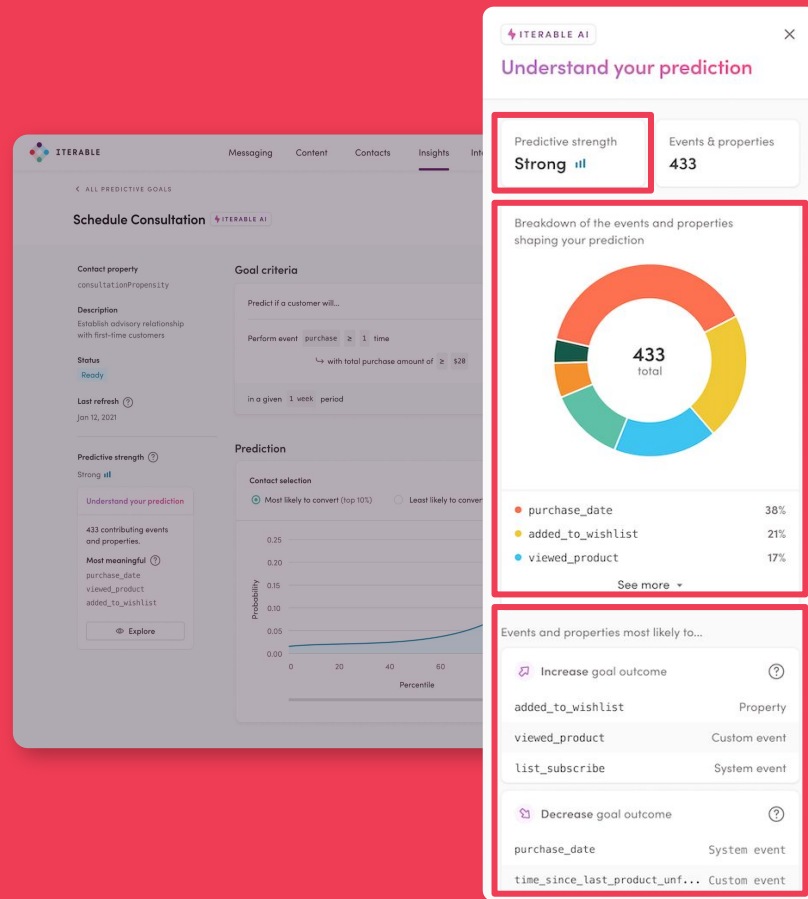 ITERABLE
Messaging Content Contacts Insights
ALL PREDICTIVE GOALS
Schedule Consultation ITERABLE AI
Contact property
consultationPropensity
Description
Establish advisory relationship
with first-time customers
Status
Ready
Last refresh ?
Jan 12, 2021
Predictive strength ?
Strong
Understand your prediction
433 contributing events
and properties.
Most meaningful ?
purchase_date
viewed_product
added_to_wishlist
Explore
Goal criteria
Predict if a customer will...
Perform event purchase ≥ 1 time
with total purchase amount of ≥ $20
in a given 1 week period
Prediction
Contact selection
Most likely to convert (top 10%) Least likely to conver
Probability
0.25
0.20
0.15
0.10
0.05
0.00
0 20 40 60
Percentile
ITERABLE AI
Understand your prediction
Predictive strength
Strong
Events & properties
433
Breakdown of the events and properties
shaping your prediction
433
total
purchase_date 38%
added_to_wishlist 21%
viewed_product 17%
See more
Events and properties most likely to...
Increase goal outcome ?
added_to_wishlist Property
viewed_product Custom event
list_subscribe System event
Decrease goal outcome ?
purchase_date System event
time_since_last_product_unf... Custom event